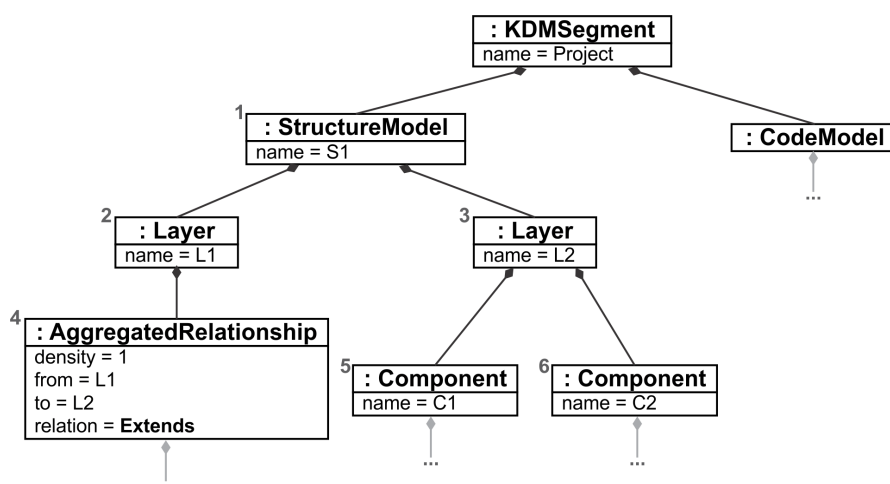 : KDMSegment
name = Project
1
: StructureModel
name = S1
: CodeModel
...
2
: Layer
name = L1
3
: Layer
name = L2
4
: AggregatedRelationship
density = 1
from = L1
to = L2
relation = Extends
5
: Component
name = C1
...
6
: Component
name = C2
...